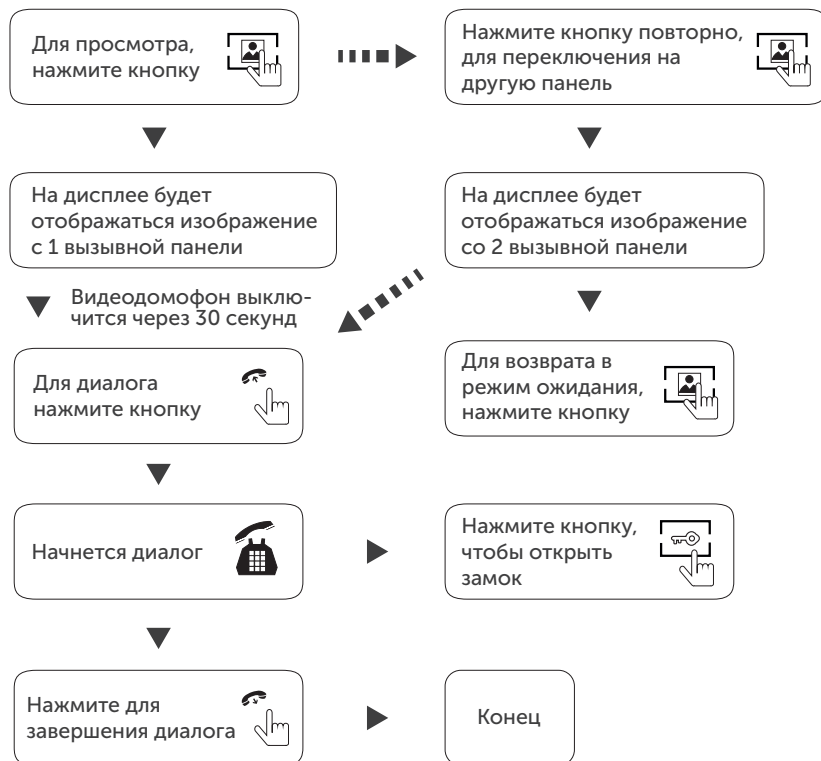 Для просмотра,
нажмите кнопку
Нажмите кнопку повторно,
для переключения на
другую панель
На дисплее будет
отображаться изображение
с 1 вызывной панели
На дисплее будет
отображаться изображение
со 2 вызывной панели
Видеодомофон выклю-
чится через 30 секунд
Для диалога
нажмите кнопку
Для возврата в
режим ожидания,
нажмите кнопку
Начнется диалог
Нажмите кнопку,
чтобы открыть
замок
Нажмите для
завершения диалога
Конец